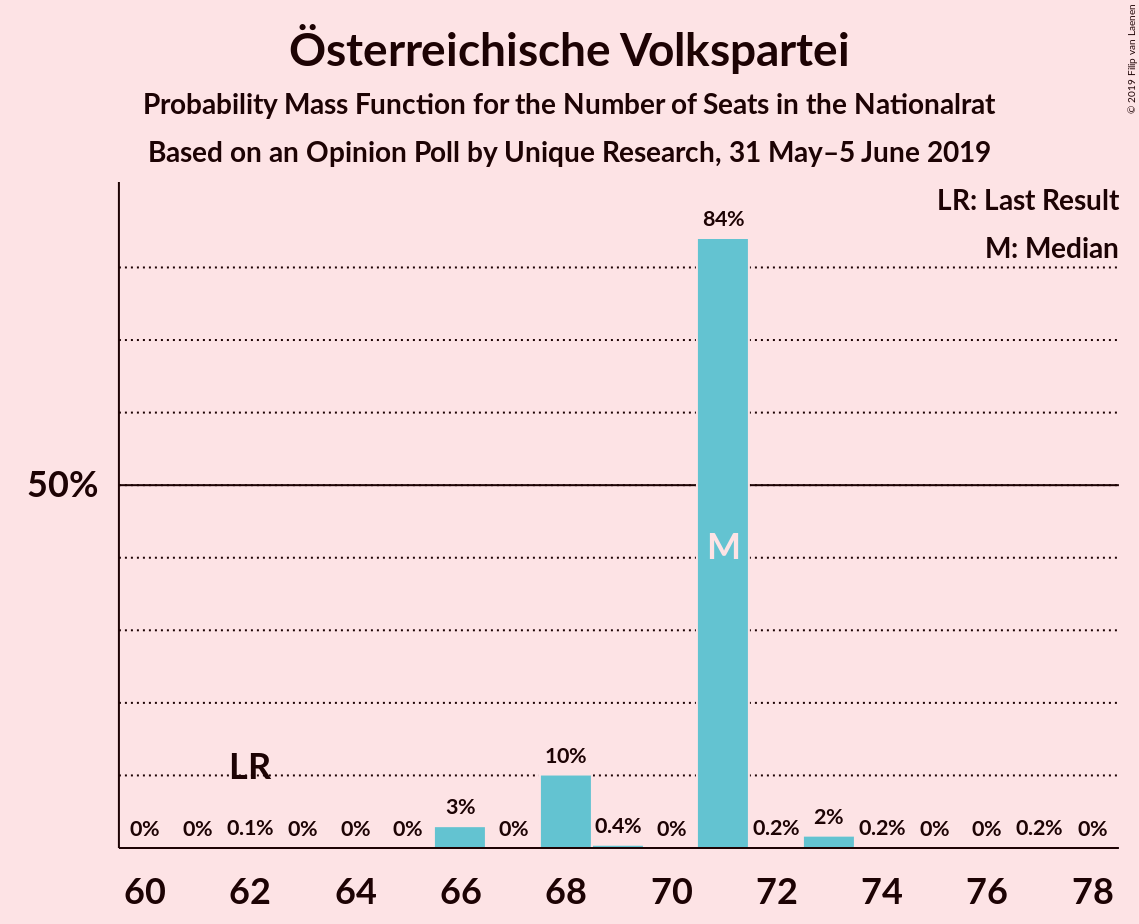 Österreichische Volkspartei
Probability Mass Function for the Number of Seats in the Nationalrat
Based on an Opinion Poll by Unique Research, 31 May–5 June 2019
© 2019 Filip van Laenen
LR: Last Result
M: Median
84%
50%
M
LR
10%
3%
0% 0% 0.1% 0% 0% 0% 0% 0.4% 0% 0.2% 2% 0.2% 0% 0% 0.2% 0%
60 62 64 66 68 70 72 74 76 78